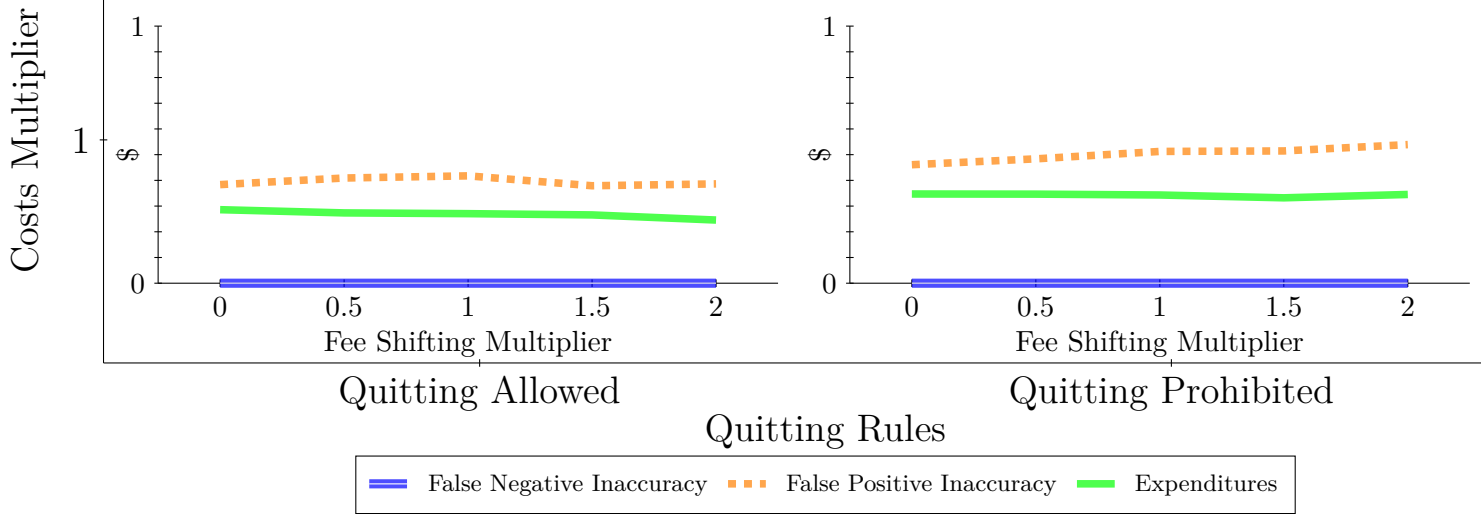 Costs Multiplier
1
$
1
0
0 0.5 1 1.5 2
Fee Shifting Multiplier
$
1
0
0 0.5 1 1.5 2
Fee Shifting Multiplier
Quitting Allowed
Quitting Prohibited
Quitting Rules
False Negative Inaccuracy False Positive Inaccuracy Expenditures